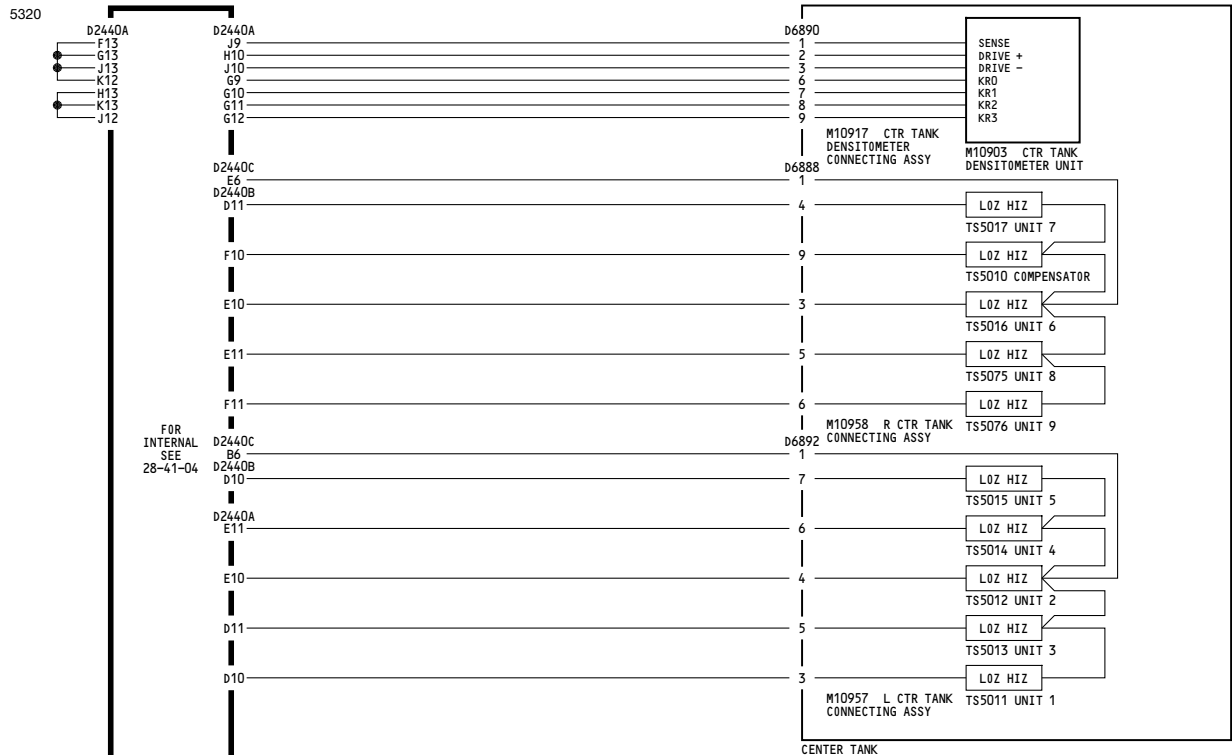 5320
D2440A D2440A D6890
F13 J9 1 SENSE
G13 H10 2 DRIVE +
J13 J10 3 DRIVE -
K12 G9 6 KR0
H13 G10 7 KR1
K13 G11 8 KR2
J12 G12 9 KR3
M10917 CTR TANK
DENSITOMETER
CONNECTING ASSY
M10903 CTR TANK
DENSITOMETER UNIT
D2440C D6888
E6 1
D2440B
D11 4 LOZ HIZ
TS5017 UNIT 7
F10 9 LOZ HIZ
TS5010 COMPENSATOR
E10 3 LOZ HIZ
TS5016 UNIT 6
E11 5 LOZ HIZ
TS5075 UNIT 8
F11 6 LOZ HIZ
TS5076 UNIT 9
M10958 R CTR TANK
CONNECTING ASSY
FOR
INTERNAL
SEE
28-41-04
D2440C D6892
B6 1
D2440B
D10 7 LOZ HIZ
TS5015 UNIT 5
D2440A
E11 6 LOZ HIZ
TS5014 UNIT 4
E10 4 LOZ HIZ
TS5012 UNIT 2
D11 5 LOZ HIZ
TS5013 UNIT 3
D10 3 LOZ HIZ
TS5011 UNIT 1
M10957 L CTR TANK
CONNECTING ASSY
CENTER TANK